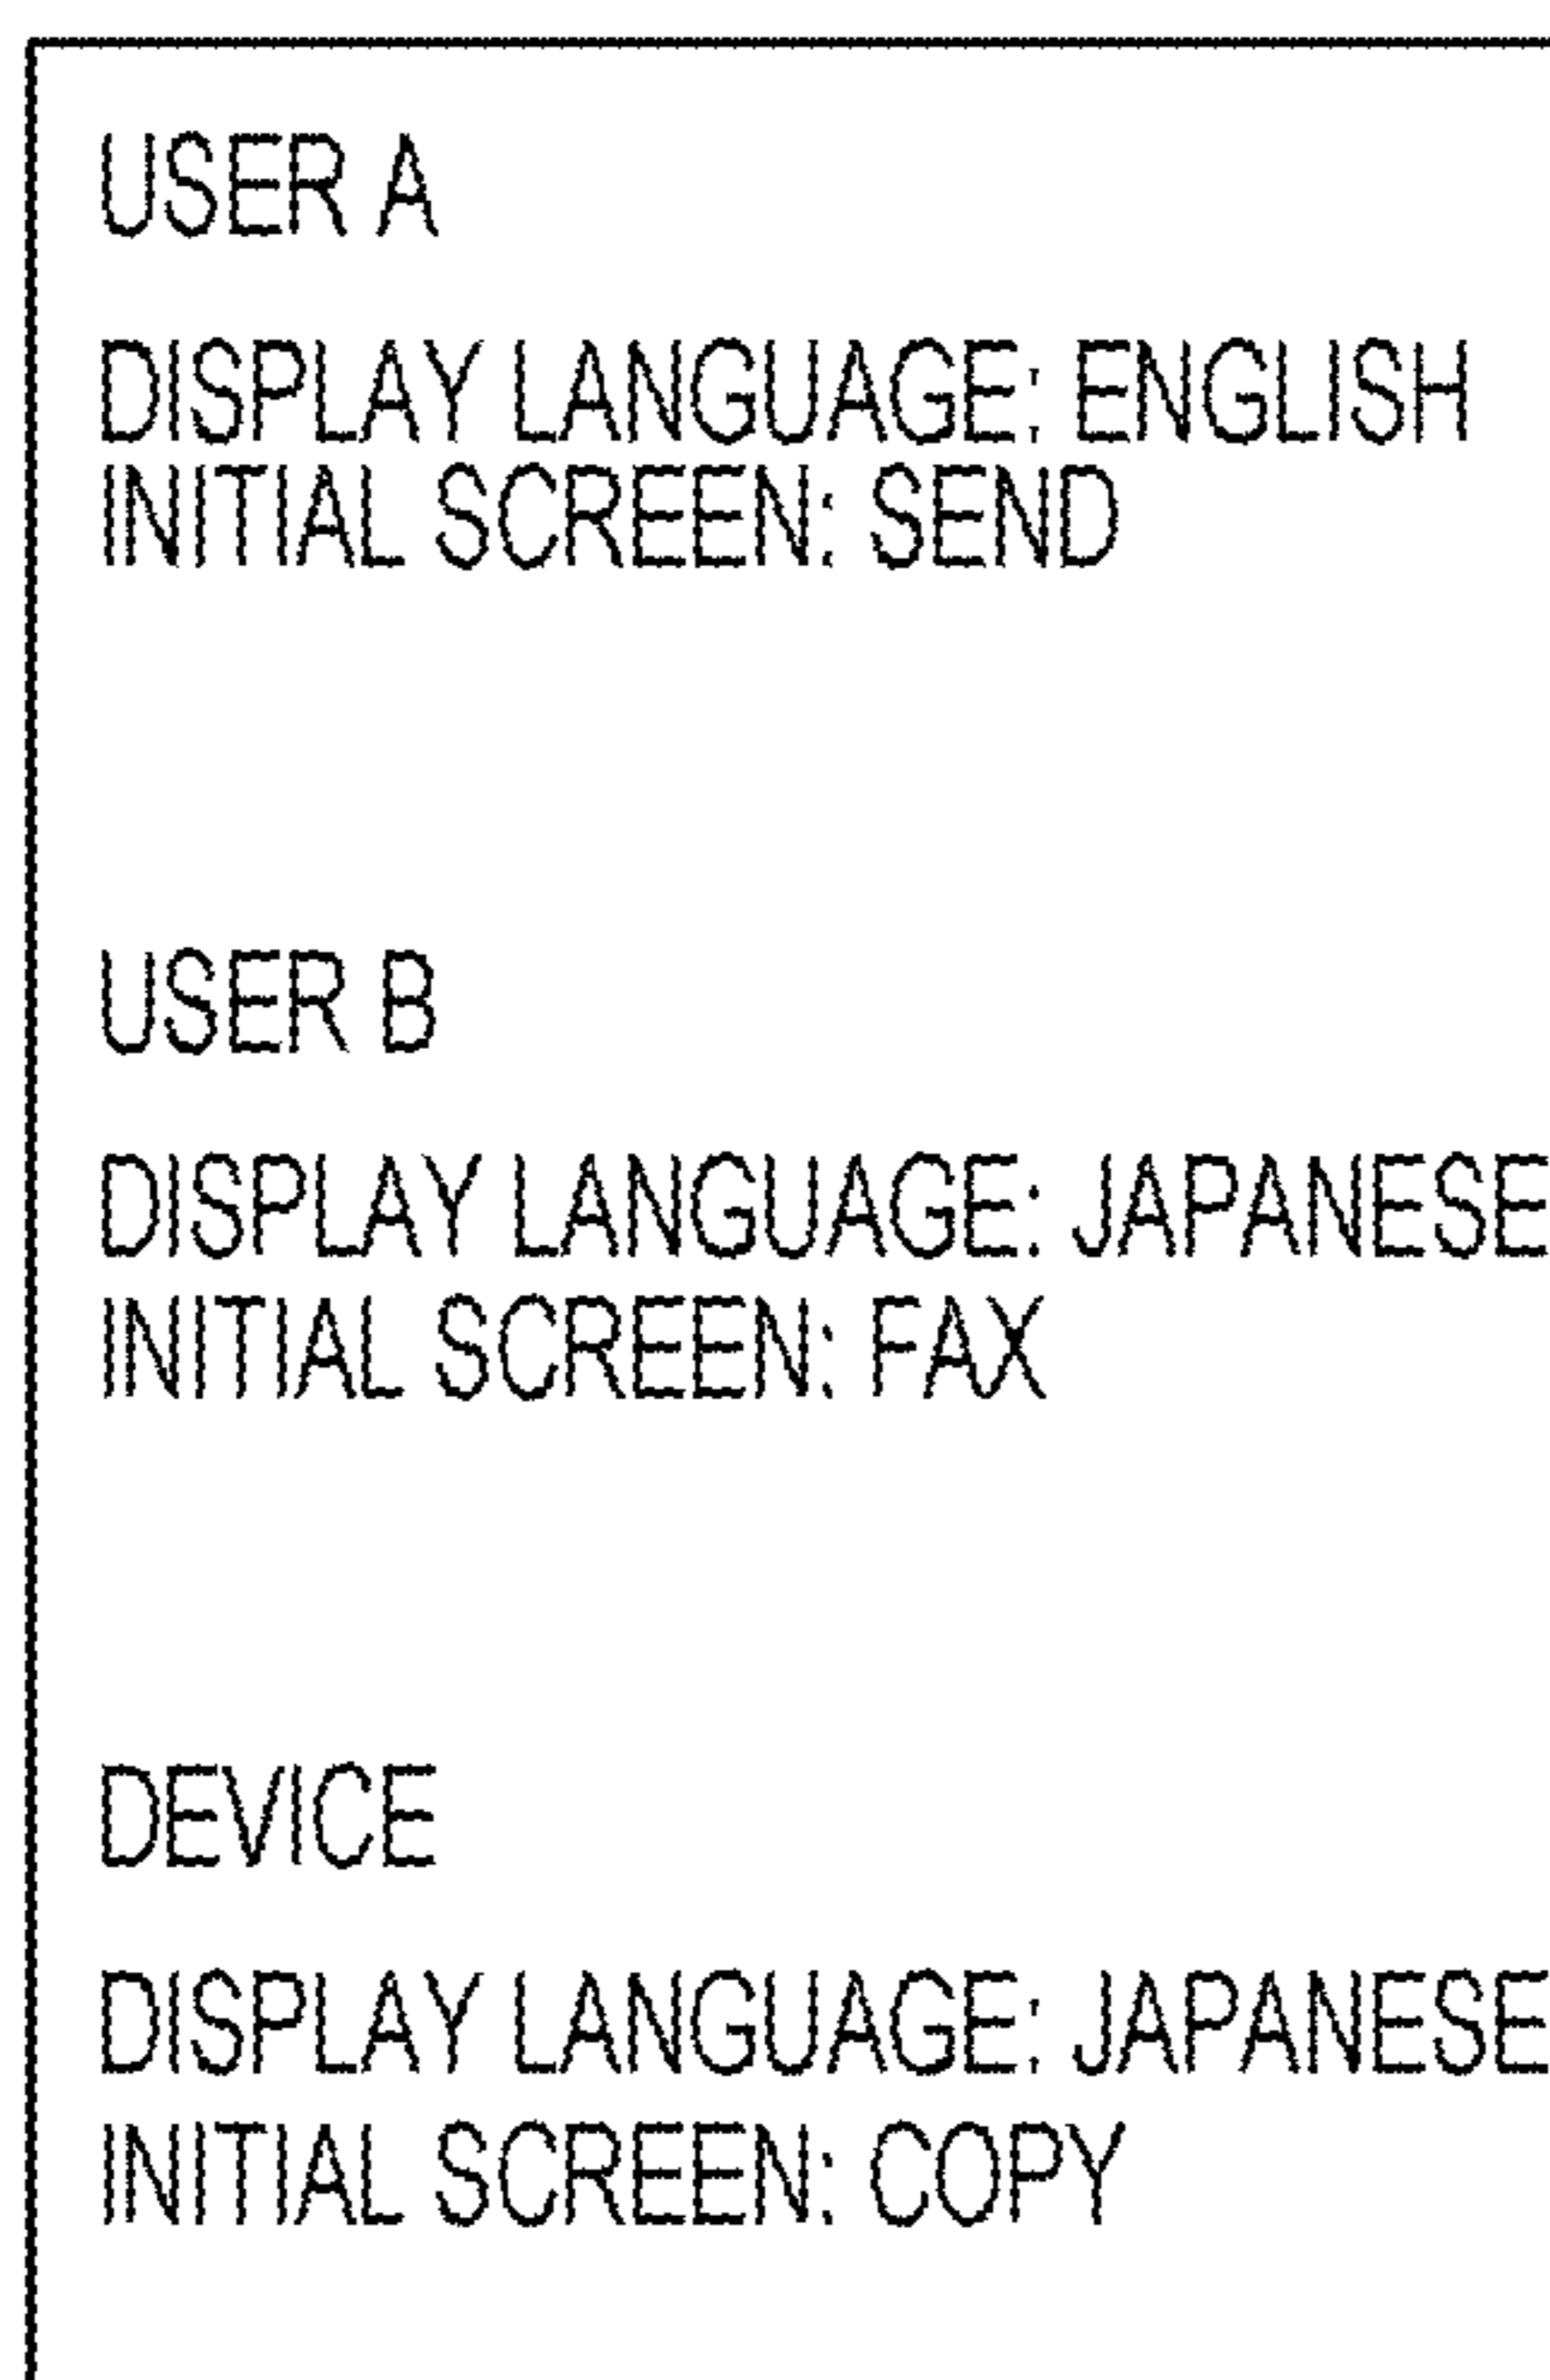 USER A
DISPLAY LANGUAGE: ENGLISH
INITIAL SCREEN: SEND
USER B
DISPLAY LANGUAGE: JAPANESE
INITIAL SCREEN: FAX
DEVICE
DISPLAY LANGUAGE: JAPANESE
INITIAL SCREEN: COPY